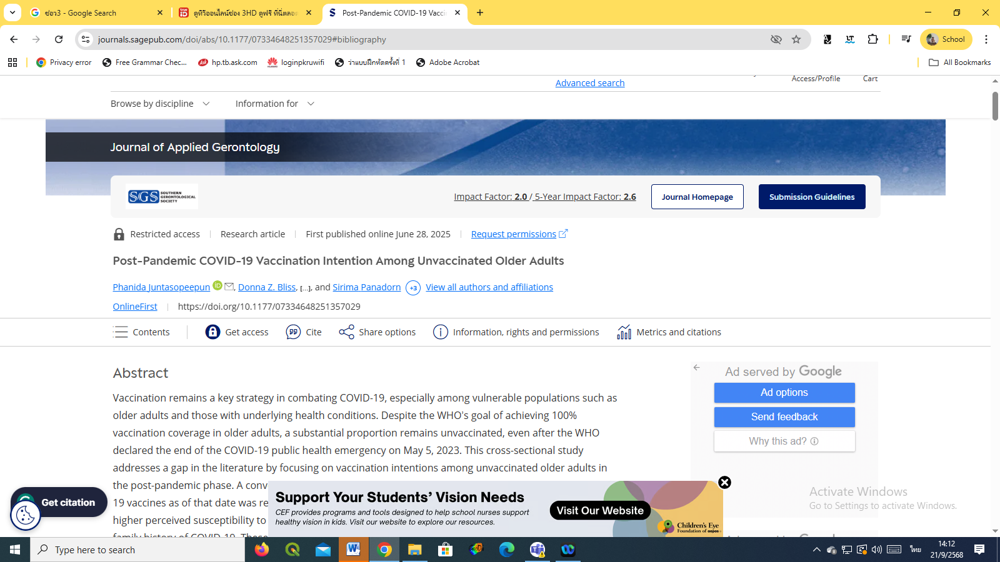 ช่อว3 - Google Search
ดูทีวีออนไลน์ช่อง 3HD ดูฟรี ที่นี่ตลอด
Post-Pandemic COVID-19 Vacci
journals.sagepub.com/doi/abs/10.1177/07334648251357029#bibliography
School
Privacy error
Free Grammar Chec...
hp.tb.ask.com
loginpkruwifi
ว่าแบบฝึกหัดครั้งที่ 1
Adobe Acrobat
All Bookmarks
Advanced search
Access/Profile
Cart
Browse by discipline
Information for
Journal of Applied Gerontology
SGS SOUTHERN GERONTOLOGICAL SOCIETY
Impact Factor: 2.0 / 5-Year Impact Factor: 2.6
Journal Homepage
Submission Guidelines
Restricted access
Research article
First published online June 28, 2025
Request permissions
Post-Pandemic COVID-19 Vaccination Intention Among Unvaccinated Older Adults
Phanida Juntasopeepun iD, Donna Z. Bliss, [...], and Sirima Panadorn +3 View all authors and affiliations
OnlineFirst
https://doi.org/10.1177/07334648251357029
Contents
Get access
Cite
Share options
Information, rights and permissions
Metrics and citations
Abstract
Vaccination remains a key strategy in combating COVID-19, especially among vulnerable populations such as
older adults and those with underlying health conditions. Despite the WHO's goal of achieving 100%
vaccination coverage in older adults, a substantial proportion remains unvaccinated, even after the WHO
declared the end of the COVID-19 public health emergency on May 5, 2023. This cross-sectional study
addresses a gap in the literature by focusing on vaccination intentions among unvaccinated older adults in
the post-pandemic phase. A conv
19 vaccines as of that date was re
higher perceived susceptibility to
family history of COVID-19. These
Ad served by Google
Ad options
Send feedback
Why this ad?
Get citation
Support Your Students' Vision Needs
CEF provides programs and tools designed to help school nurses support
healthy vision in kids. Visit our website to explore our resources.
Visit Our Website
Children's Eye
Foundation of aapos
Activate Windows
Go to Settings to activate Windows.
Type here to search
ไทย
14:12
21/9/2568